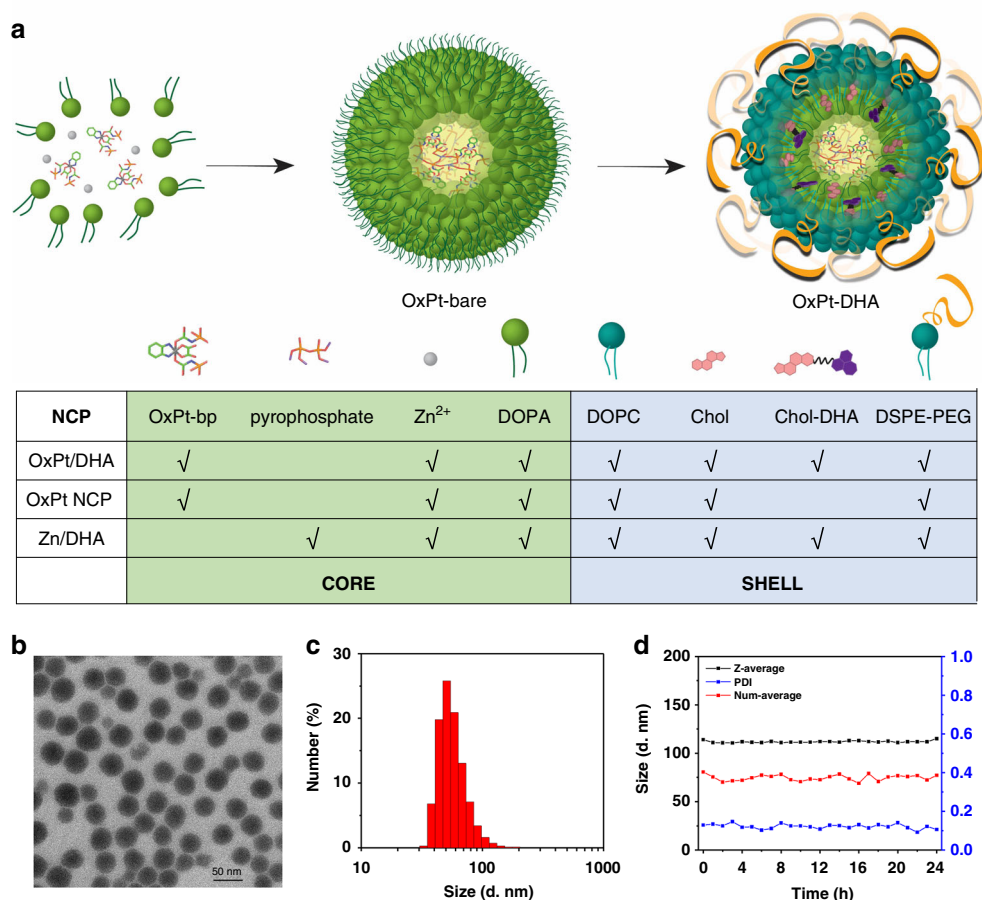 a
OxPt-bare
OxPt-DHA
NCP OxPt-bp pyrophosphate Zn2+ DOPA DOPC Chol Chol-DHA DSPE-PEG
OxPt/DHA √ √ √ √ √ √ √
OxPt NCP √ √ √ √ √ √
Zn/DHA √ √ √ √ √ √ √
CORE SHELL
b
50 nm
c
30
20
10
0
Number (%)
10 100 1000
Size (d. nm)
d
Z-average
PDI
Num-average
200
150
100
50
0
Size (d. nm)
1.0
0.8
0.6
0.4
0.2
0.0
0 4 8 12 16 20 24
Time (h)